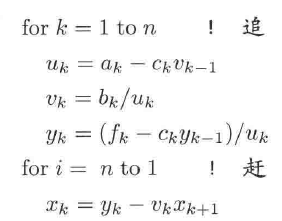 for k = 1 to n ! 追
u_k = a_k − c_k v_{k−1}
v_k = b_k/u_k
y_k = (f_k − c_k y_{k−1})/u_k
for i = n to 1 ! 赶
x_k = y_k − v_k x_{k+1}